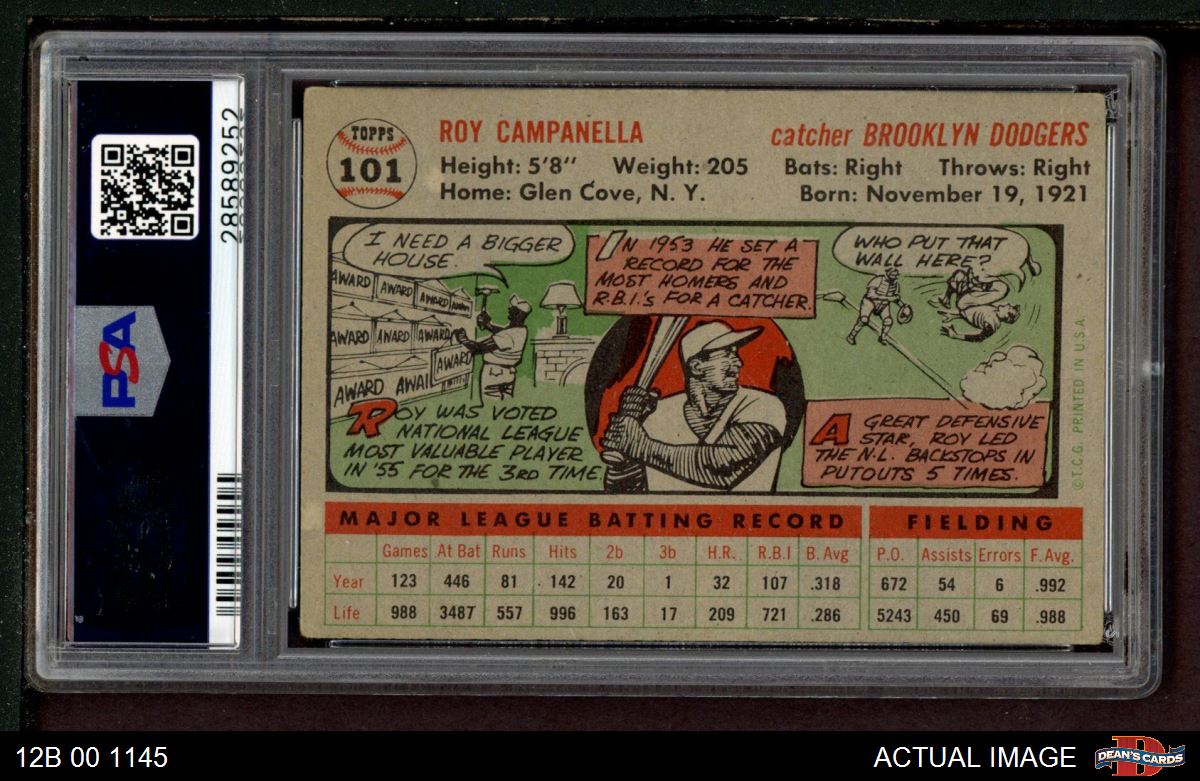 28589252
PSA
TOPPS
101
ROY CAMPANELLA
catcher BROOKLYN DODGERS
Height: 5'8" Weight: 205 Bats: Right Throws: Right
Home: Glen Cove, N. Y. Born: November 19, 1921
I NEED A BIGGER
HOUSE.
AWARD AWARD AWARD AWARD
AWARD AWARD AWARD
AWARD
AWARD AWA
ROY WAS VOTED
NATIONAL LEAGUE
MOST VALUABLE PLAYER
IN '55 FOR THE 3RD TIME.
IN 1953 HE SET A
RECORD FOR THE
MOST HOMERS AND
R.B.I.'s FOR A CATCHER.
WHO PUT THAT
WALL HERE?
A GREAT DEFENSIVE
STAR, ROY LED
THE N.L. BACKSTOPS IN
PUTOUTS 5 TIMES.
© T.C.G. PRINTED IN U.S.A.
MAJOR LEAGUE BATTING RECORD FIELDING
Games At Bat Runs Hits 2b 3b H.R. R.B.I B. Avg P.O. Assists Errors F. Avg.
Year 123 446 81 142 20 1 32 107 .318 672 54 6 .992
Life 988 3487 557 996 163 17 209 721 .286 5243 450 69 .988
12B 00 1145
ACTUAL IMAGE
DEAN'S CARDS